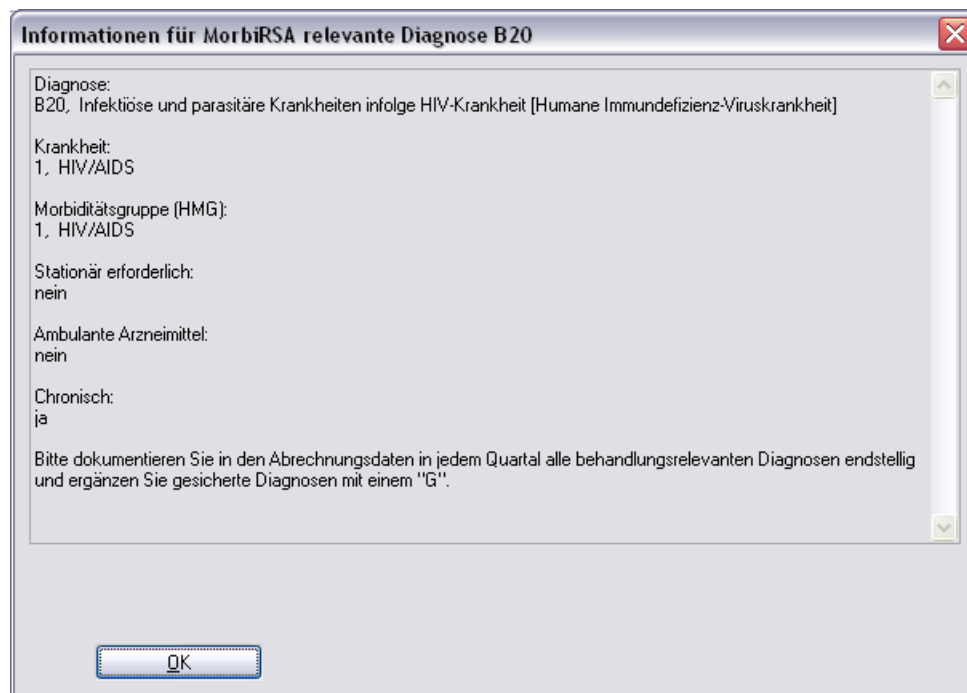 Informationen für MorbiRSA relevante Diagnose B20
Diagnose:
B20,  Infektiöse und parasitäre Krankheiten infolge HIV-Krankheit [Humane Immundefizienz-Viruskrankheit]
Krankheit:
1,  HIV/AIDS
Morbiditätsgruppe (HMG):
1,  HIV/AIDS
Stationär erforderlich:
nein
Ambulante Arzneimittel:
nein
Chronisch:
ja
Bitte dokumentieren Sie in den Abrechnungsdaten in jedem Quartal alle behandlungsrelevanten Diagnosen endstellig
und ergänzen Sie gesicherte Diagnosen mit einem "G".
OK